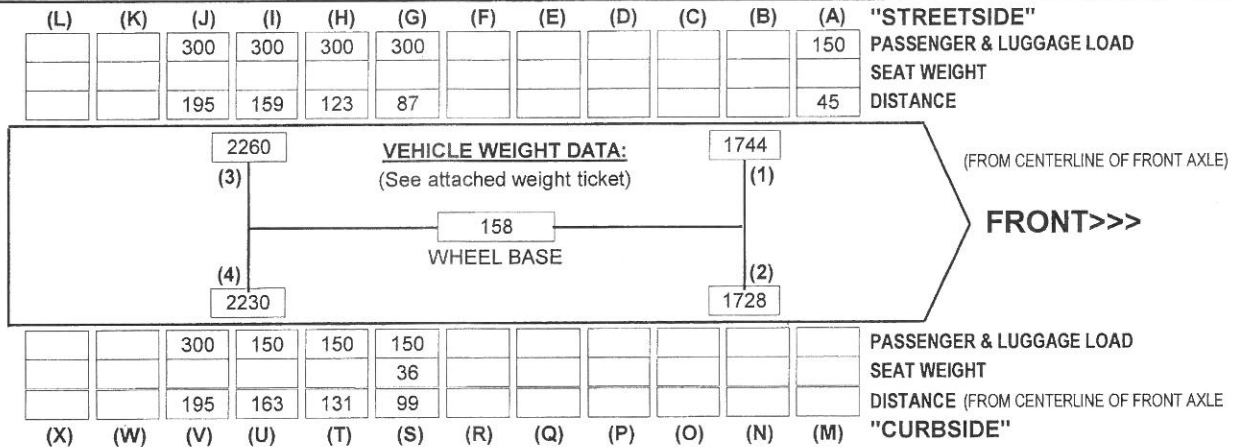 (L) (K) (J) (I) (H) (G) (F) (E) (D) (C) (B) (A) "STREETSIDE"
300 300 300 300 150 PASSENGER & LUGGAGE LOAD
SEAT WEIGHT
195 159 123 87 45 DISTANCE
2260 VEHICLE WEIGHT DATA: 1744 (FROM CENTERLINE OF FRONT AXLE)
(3) (See attached weight ticket) (1)
158 FRONT>>>
WHEEL BASE
(4) (2)
2230 1728
300 150 150 150 PASSENGER & LUGGAGE LOAD
36 SEAT WEIGHT
195 163 131 99 DISTANCE (FROM CENTERLINE OF FRONT AXLE
(X) (W) (V) (U) (T) (S) (R) (Q) (P) (O) (N) (M) "CURBSIDE"